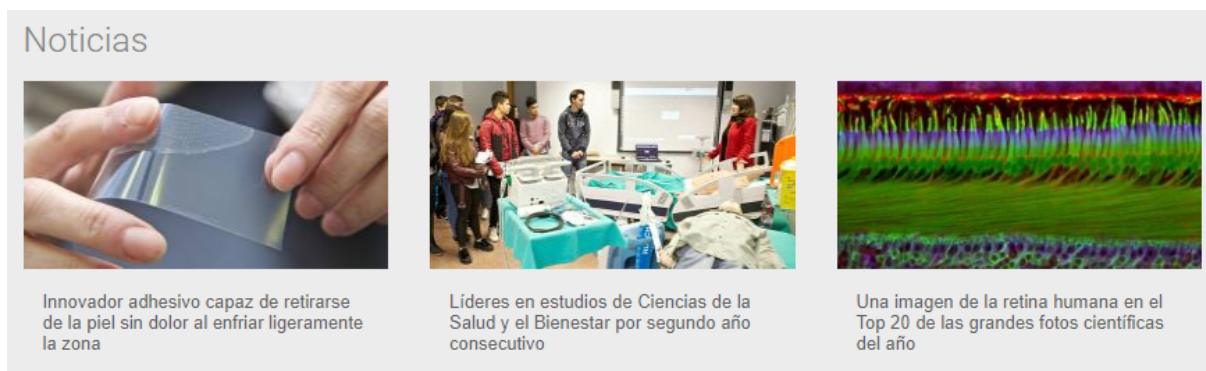 Noticias
Innovador adhesivo capaz de retirarse
de la piel sin dolor al enfriar ligeramente
la zona
Líderes en estudios de Ciencias de la
Salud y el Bienestar por segundo año
consecutivo
Una imagen de la retina humana en el
Top 20 de las grandes fotos científicas
del año